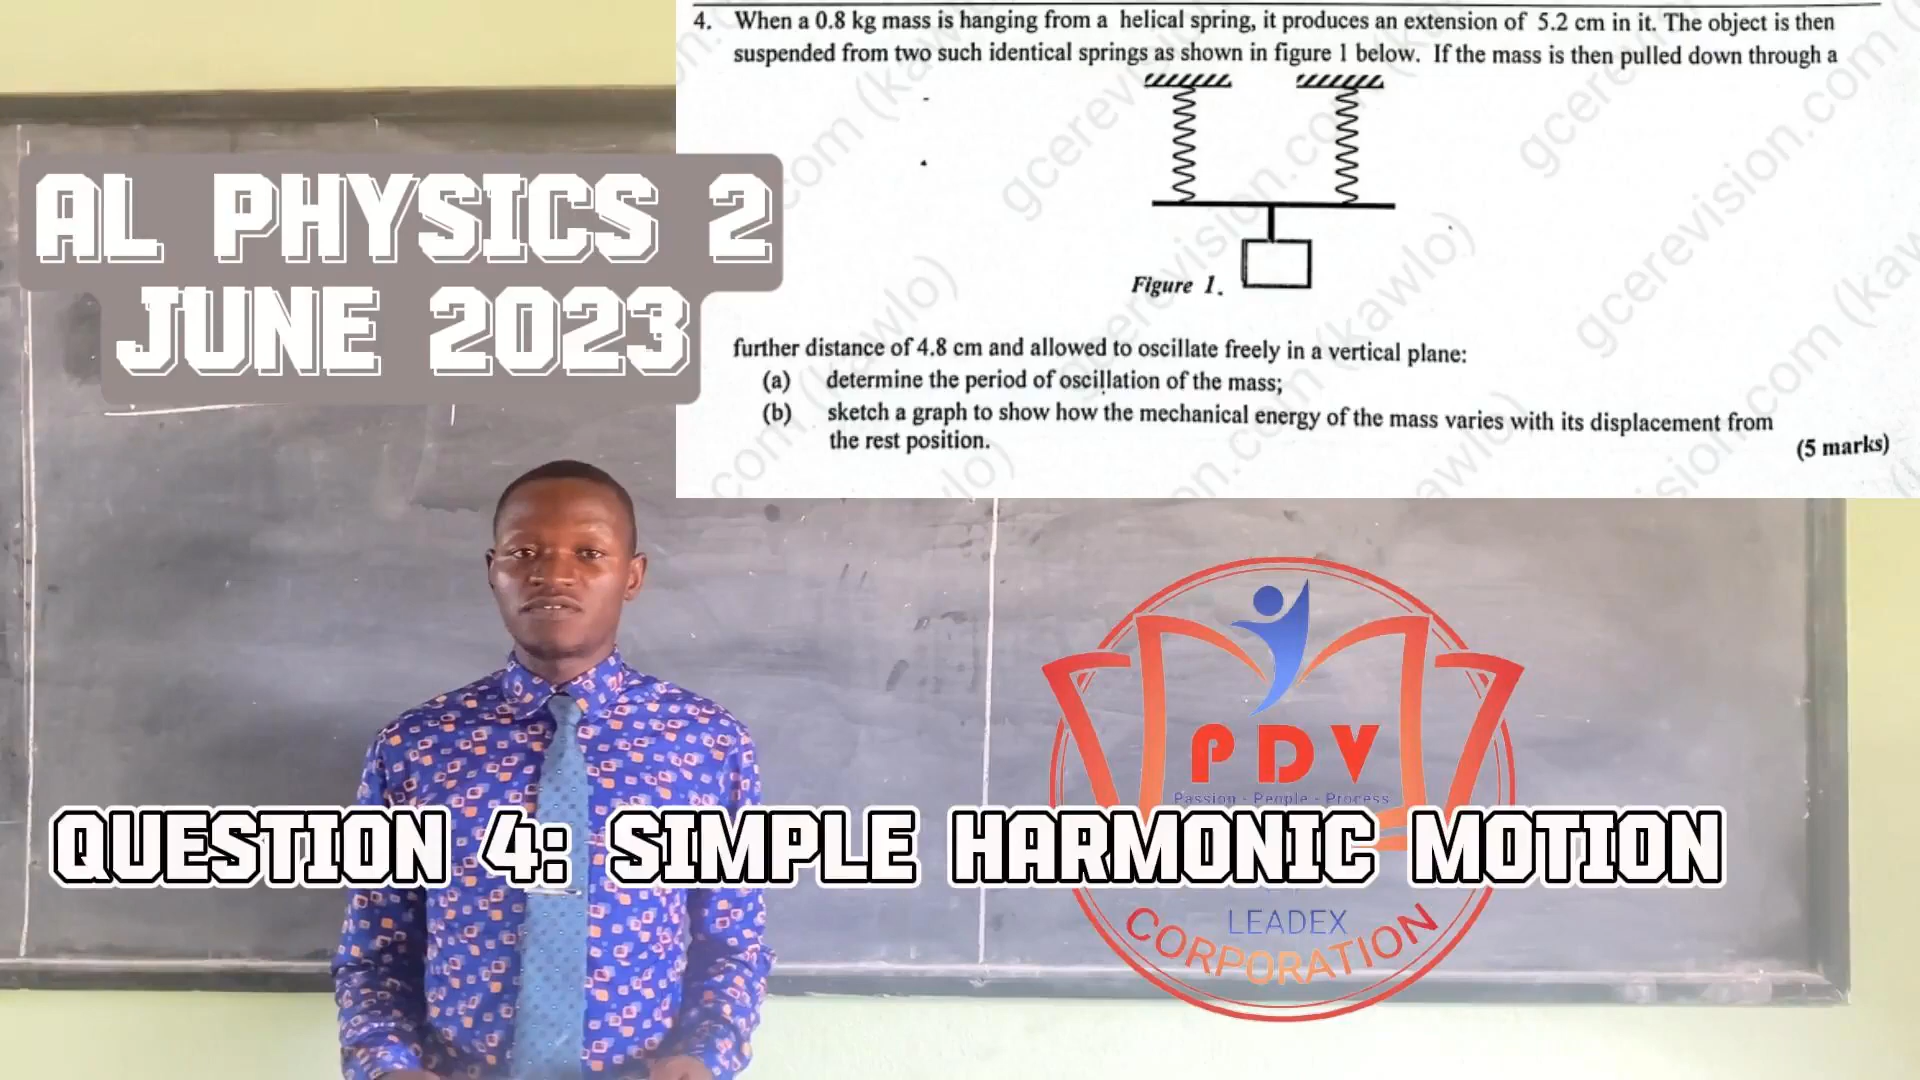 AL PHYSICS 2
JUNE 2023
4. When a 0.8 kg mass is hanging from a helical spring, it produces an extension of 5.2 cm in it. The object is then
suspended from two such identical springs as shown in figure 1 below. If the mass is then pulled down through a
Figure 1.
further distance of 4.8 cm and allowed to oscillate freely in a vertical plane:
(a) determine the period of oscillation of the mass;
(b) sketch a graph to show how the mechanical energy of the mass varies with its displacement from
the rest position.
(5 marks)
gcerevision.com (kawlo)
PDV
Passion - People - Process
QUESTION 4: SIMPLE HARMONIC MOTION
LEADEX
CORPORATION